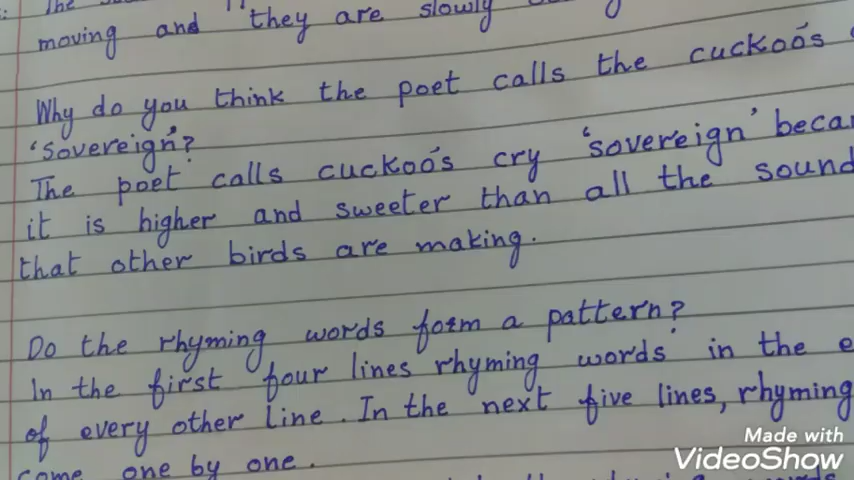 moving and they are slowly
Why do you think the poet calls the cuckoo's
'sovereign'?
The poet calls cuckoo's cry 'sovereign' becau
it is higher and sweeter than all the sound
that other birds are making.
Do the rhyming words form a pattern?
In the first four lines rhyming words in the e
of every other line. In the next five lines, rhyming
come one by one.
Made with
VideoShow